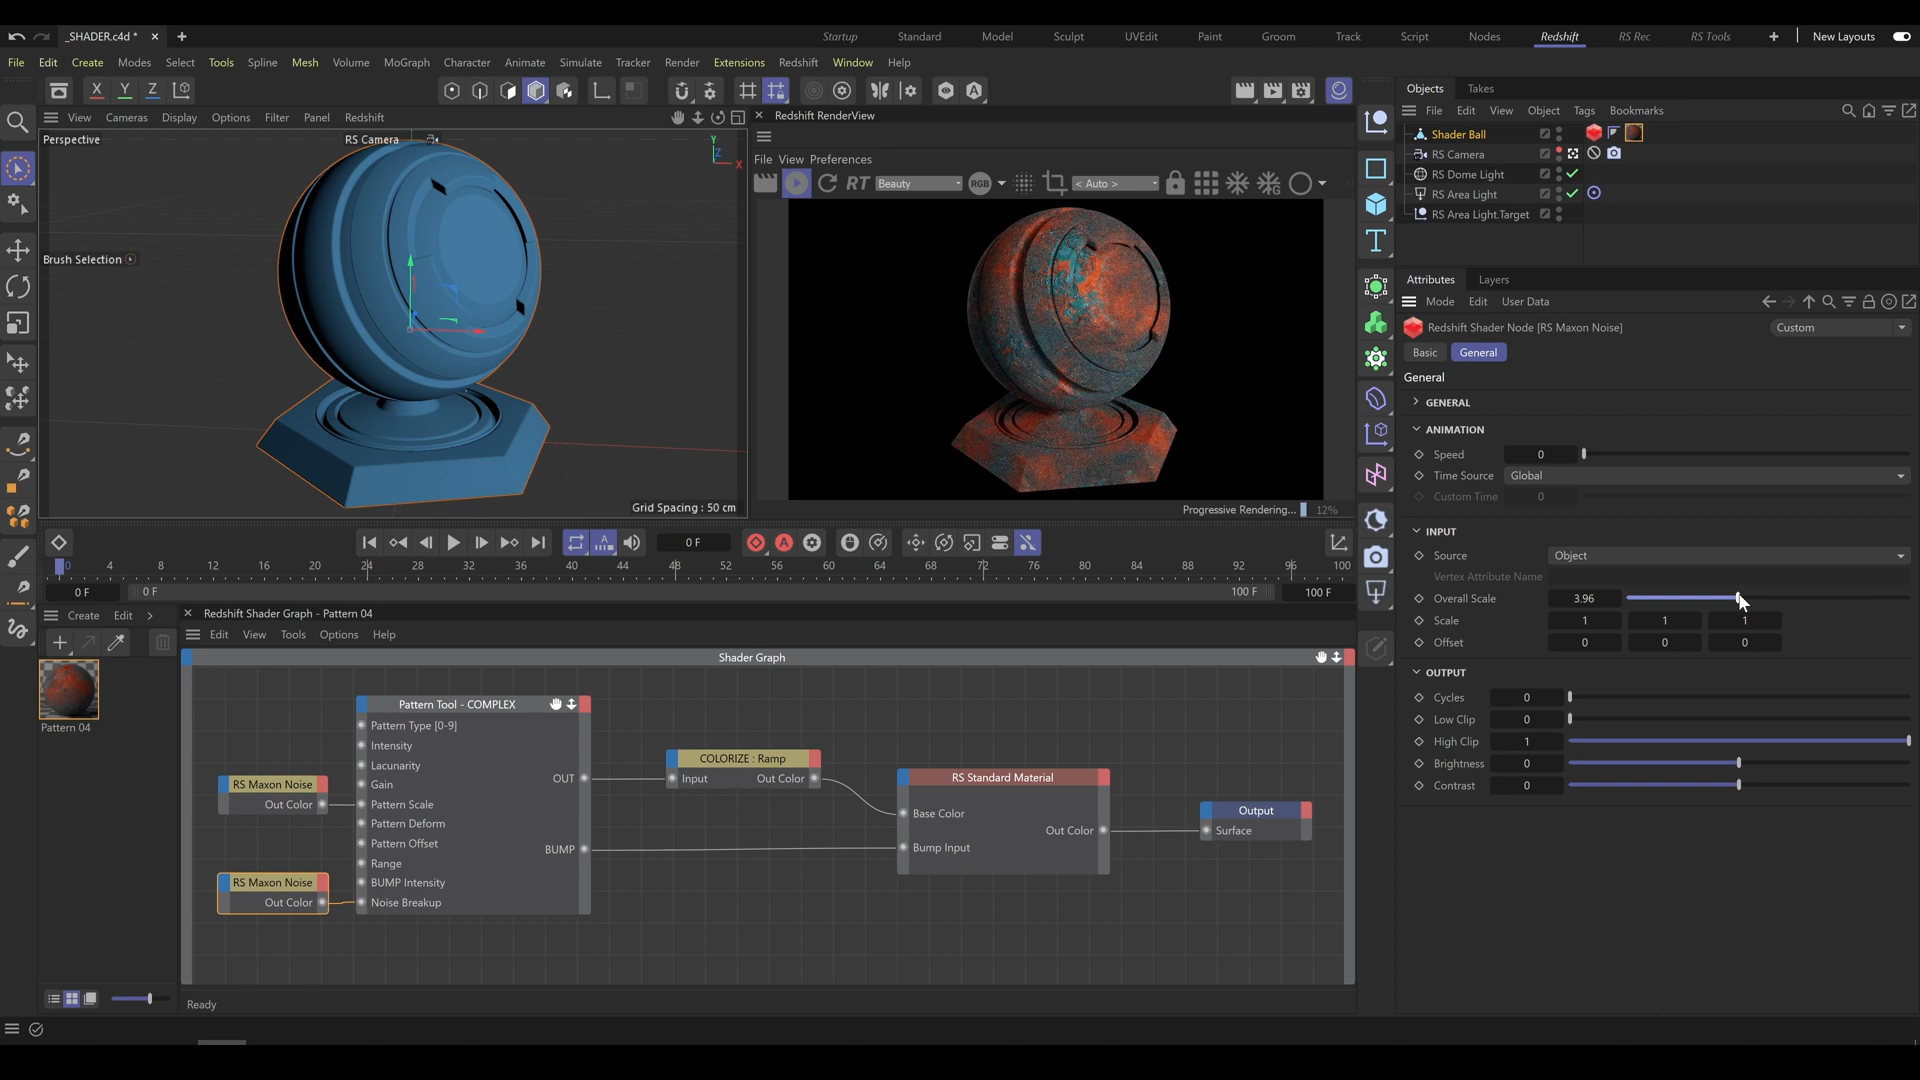 _SHADER.c4d *
Startup Standard Model Sculpt UVEdit Paint Groom Track Script Nodes Redshift RS Rec RS Tools New Layouts
File Edit Create Modes Select Tools Spline Mesh Volume MoGraph Character Animate Simulate Tracker Render Extensions Redshift Window Help
X Y Z
View Cameras Display Options Filter Panel Redshift
Perspective
RS Camera
Y
Z
X
Brush Selection
Grid Spacing : 50 cm
Redshift RenderView
File View Preferences
RT Beauty RGB < Auto >
Progressive Rendering... 12%
Objects Takes
File Edit View Object Tags Bookmarks
Shader Ball
RS Camera
RS Dome Light
RS Area Light
RS Area Light.Target
Attributes Layers
Mode Edit User Data
Redshift Shader Node [RS Maxon Noise] Custom
Basic General
General
GENERAL
ANIMATION
Speed 0
Time Source Global
Custom Time 0
INPUT
Source Object
Vertex Attribute Name
Overall Scale 3.96
Scale 1 1 1
Offset 0 0 0
OUTPUT
Cycles 0
Low Clip 0
High Clip 1
Brightness 0
Contrast 0
0 F
0 4 8 12 16 20 24 28 32 36 40 44 48 52 56 60 64 68 72 76 80 84 88 92 96 100
0 F 0 F 100 F 100 F
Create Edit
Pattern 04
Redshift Shader Graph - Pattern 04
Edit View Tools Options Help
Shader Graph
Pattern Tool - COMPLEX
Pattern Type [0-9]
Intensity
Lacunarity
Gain
Pattern Scale
Pattern Deform
Pattern Offset
Range
BUMP Intensity
Noise Breakup
OUT
BUMP
RS Maxon Noise
Out Color
RS Maxon Noise
Out Color
COLORIZE : Ramp
Input Out Color
RS Standard Material
Base Color
Out Color
Bump Input
Output
Surface
Ready